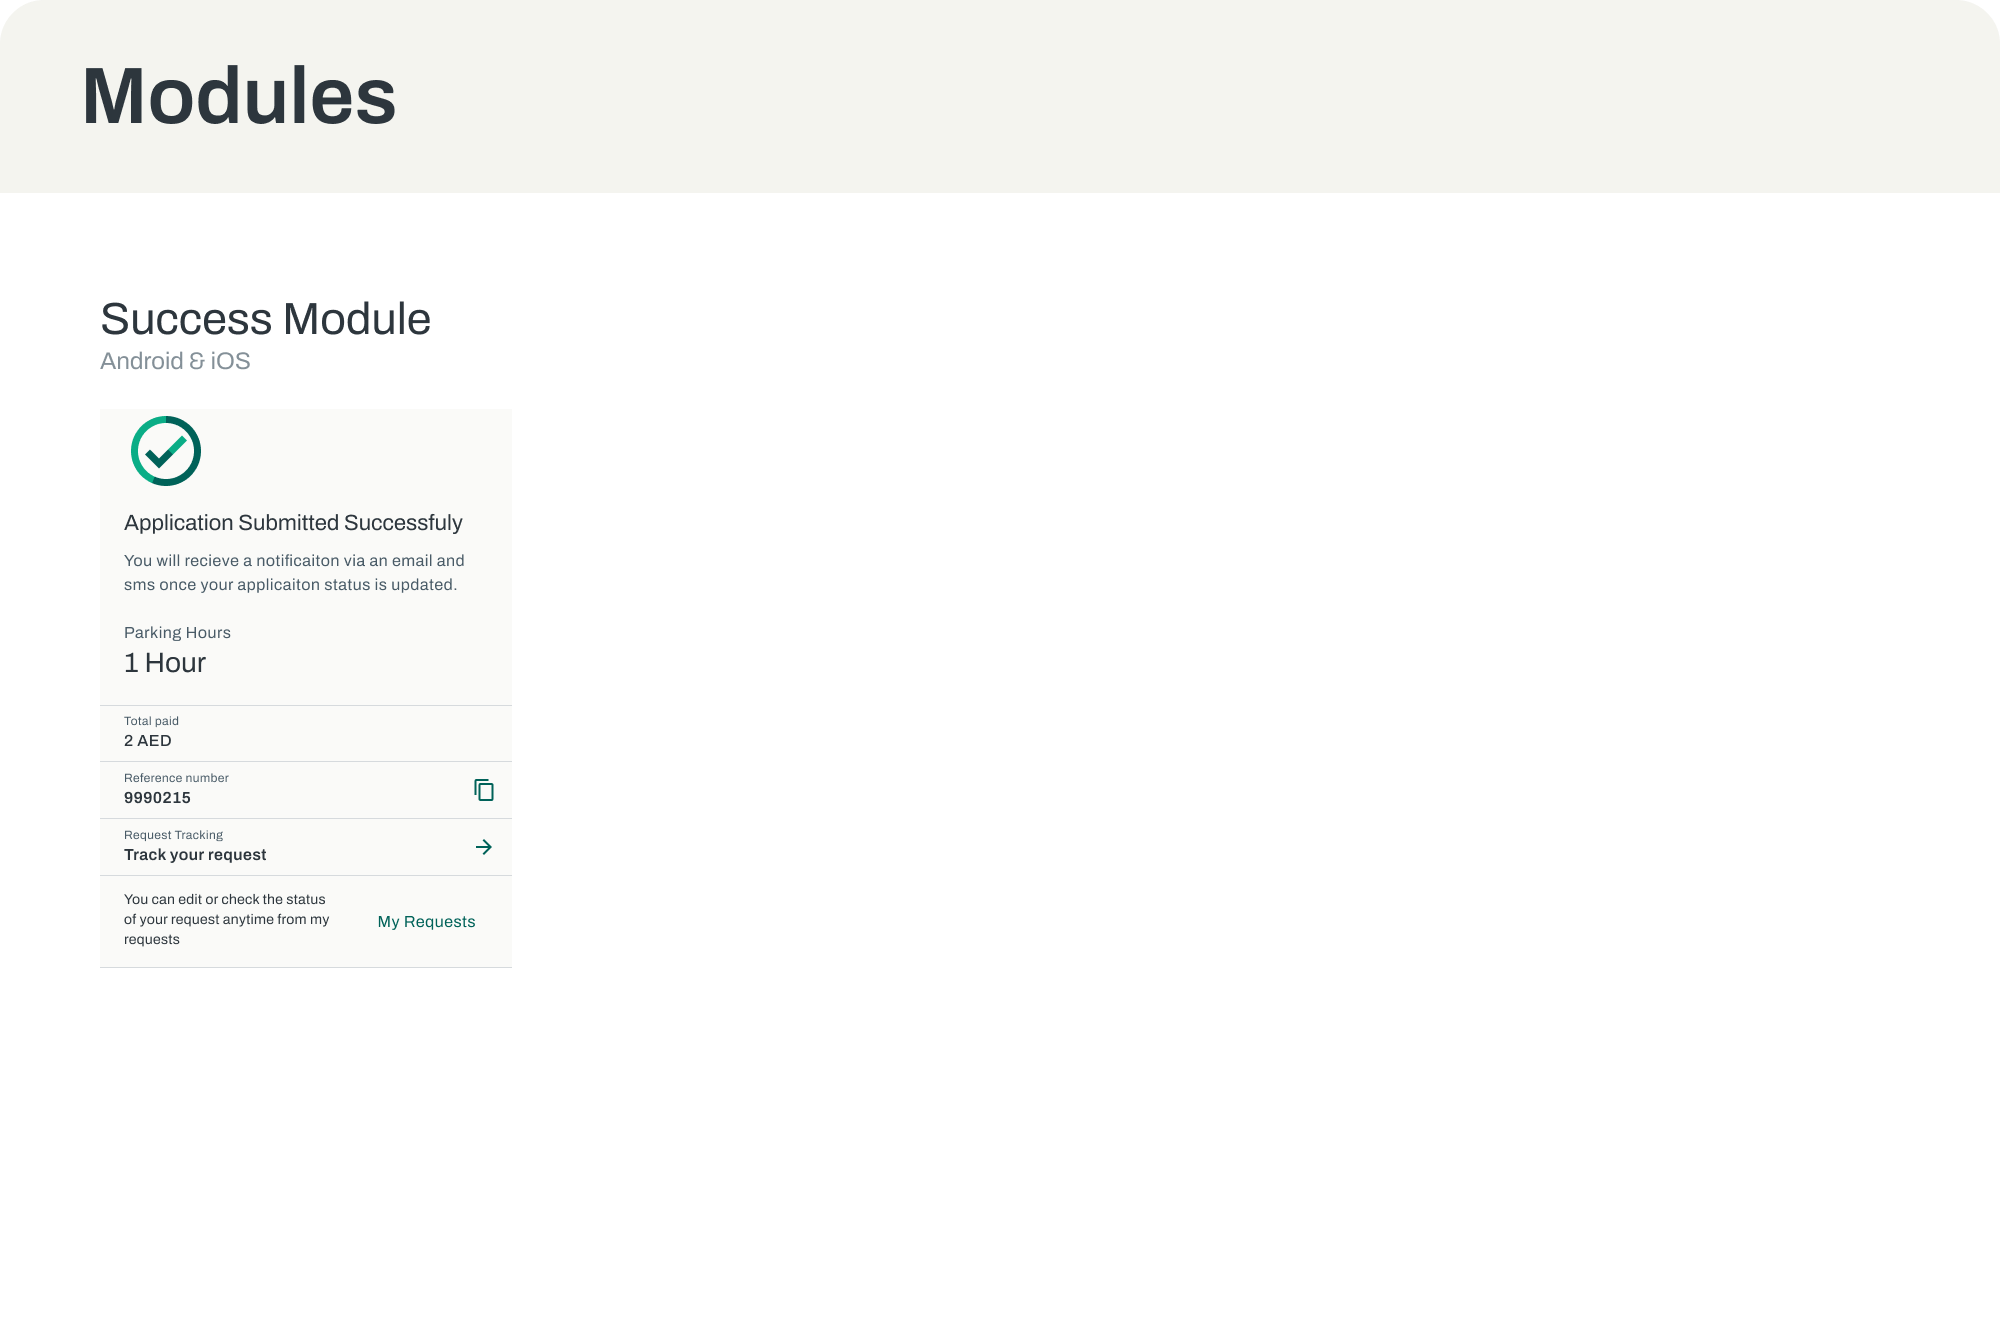 Modules
Success Module
Android & iOS
Application Submitted Successfuly
You will recieve a notificaiton via an email and
sms once your applicaiton status is updated.
Parking Hours
1 Hour
Total paid
2 AED
Reference number
9990215
Request Tracking
Track your request
You can edit or check the status
of your request anytime from my
requests
My Requests